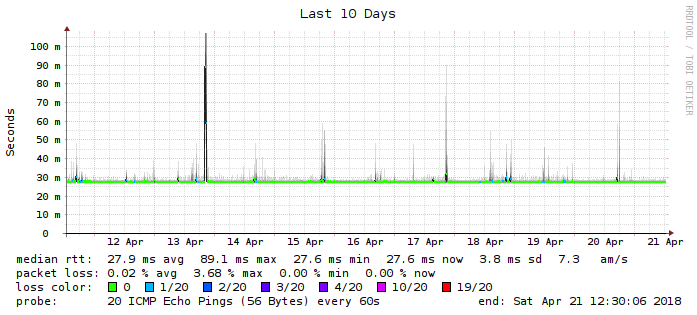 Last 10 Days
RRDTOOL / TOBI OETIKER
Seconds
100 m
90 m
80 m
70 m
60 m
50 m
40 m
30 m
20 m
10 m
0
12 Apr 13 Apr 14 Apr 15 Apr 16 Apr 17 Apr 18 Apr 19 Apr 20 Apr 21 Apr
median rtt: 27.9 ms avg 89.1 ms max 27.6 ms min 27.6 ms now 3.8 ms sd 7.3 am/s
packet loss: 0.02 % avg 3.68 % max 0.00 % min 0.00 % now
loss color: 0 1/20 2/20 3/20 4/20 10/20 19/20
probe: 20 ICMP Echo Pings (56 Bytes) every 60s end: Sat Apr 21 12:30:06 2018